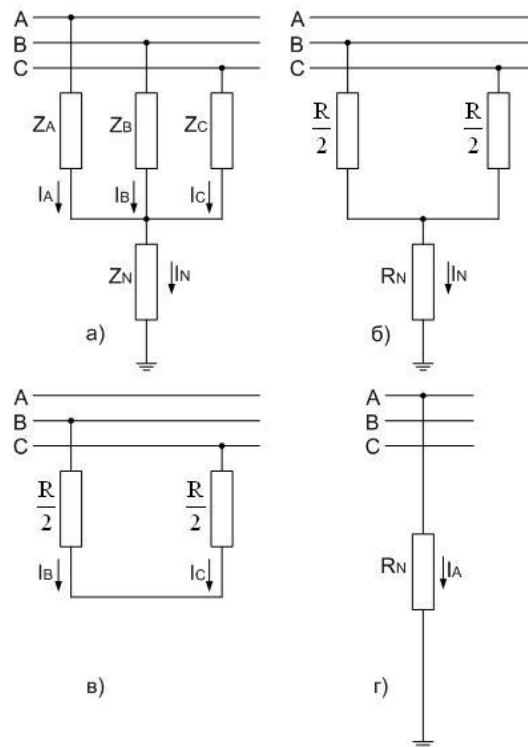 A
B
C
ZA ZB ZC
IA IB IC
ZN IN
а)
A
B
C
R/2 R/2
RN IN
б)
A
B
C
R/2 R/2
IB IC
в)
A
B
C
RN IA
г)